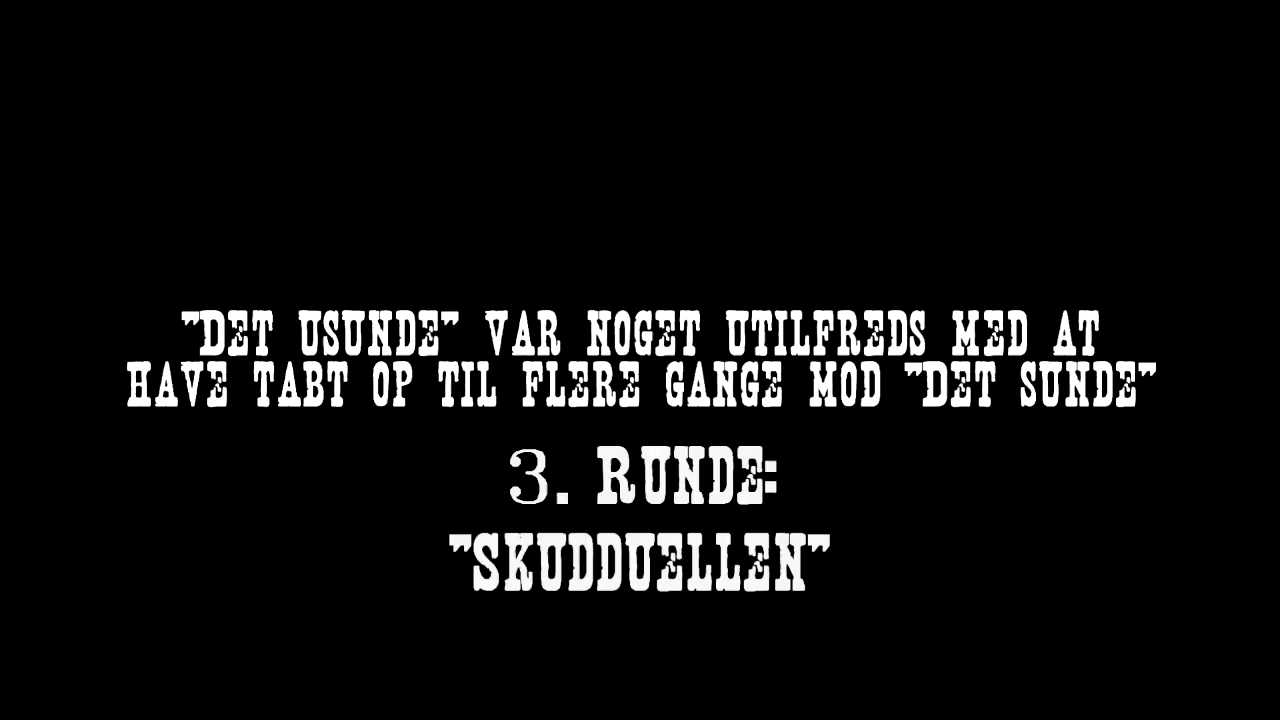 "DET USUNDE" VAR NOGET UTILFREDS MED AT
HAVE TABT OP TIL FLERE GANGE MOD "DET SUNDE"
3. RUNDE:
"SKUDDUELLEN"